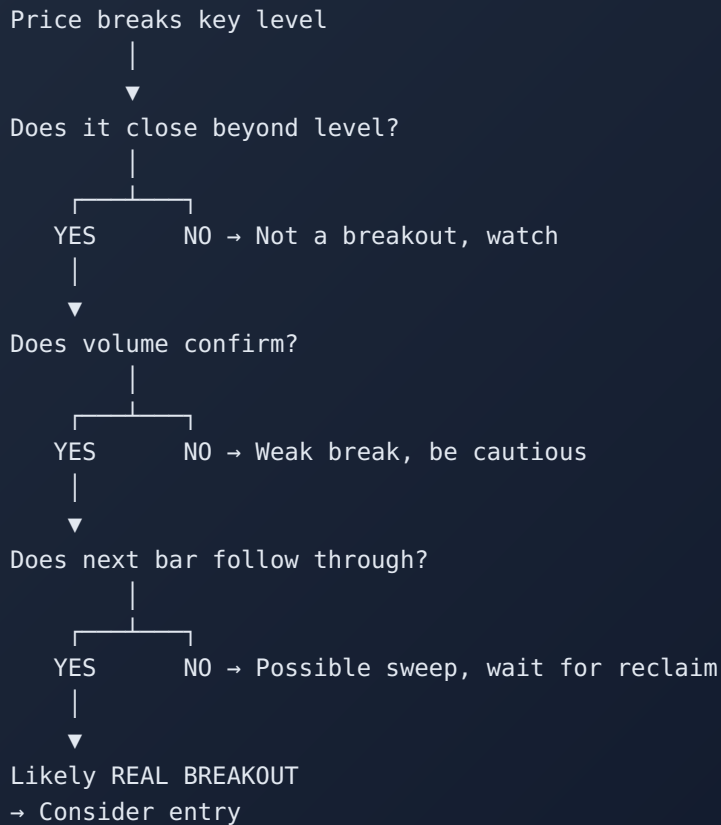 Price breaks key level
Does it close beyond level?
YES NO → Not a breakout, watch
Does volume confirm?
YES NO → Weak break, be cautious
Does next bar follow through?
YES NO → Possible sweep, wait for reclaim
Likely REAL BREAKOUT
→ Consider entry